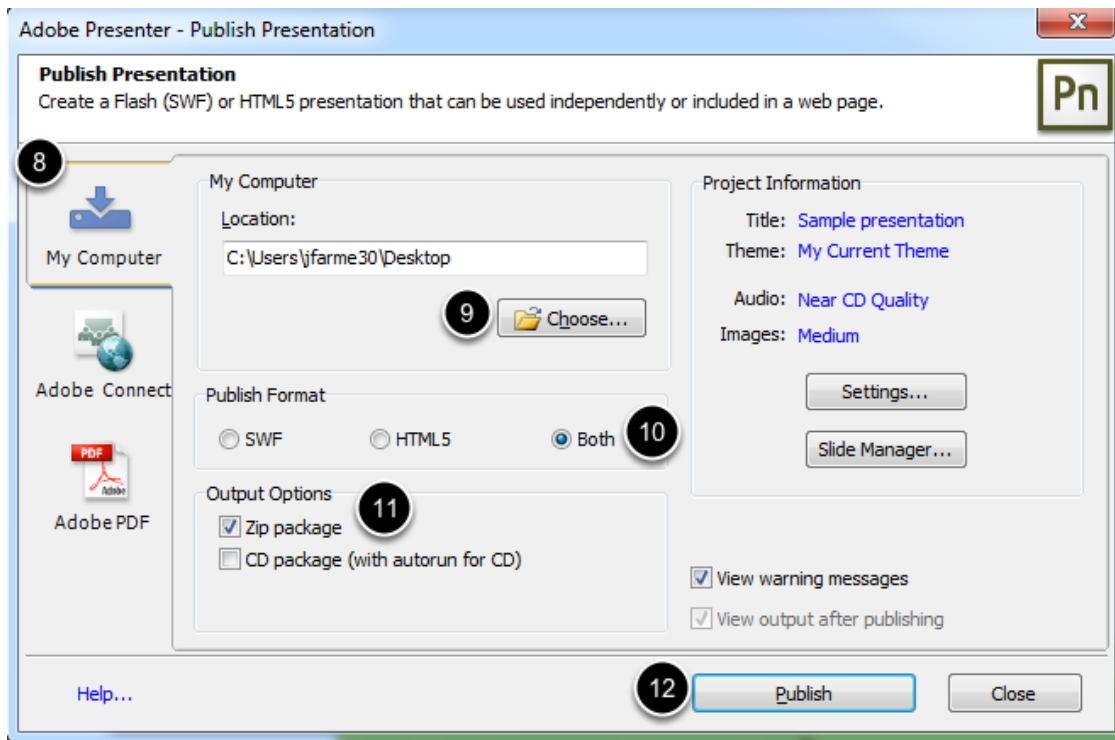 Adobe Presenter - Publish Presentation
x
Publish Presentation
Create a Flash (SWF) or HTML5 presentation that can be used independently or included in a web page.
Pn
8
My Computer
Adobe Connect
PDF
Adobe
Adobe PDF
My Computer
Location:
C:\Users\jfarme30\Desktop
9
Choose...
Publish Format
SWF
HTML5
Both
10
Output Options
11
Zip package
CD package (with autorun for CD)
Project Information
Title: Sample presentation
Theme: My Current Theme
Audio: Near CD Quality
Images: Medium
Settings...
Slide Manager...
View warning messages
View output after publishing
Help...
12
Publish
Close